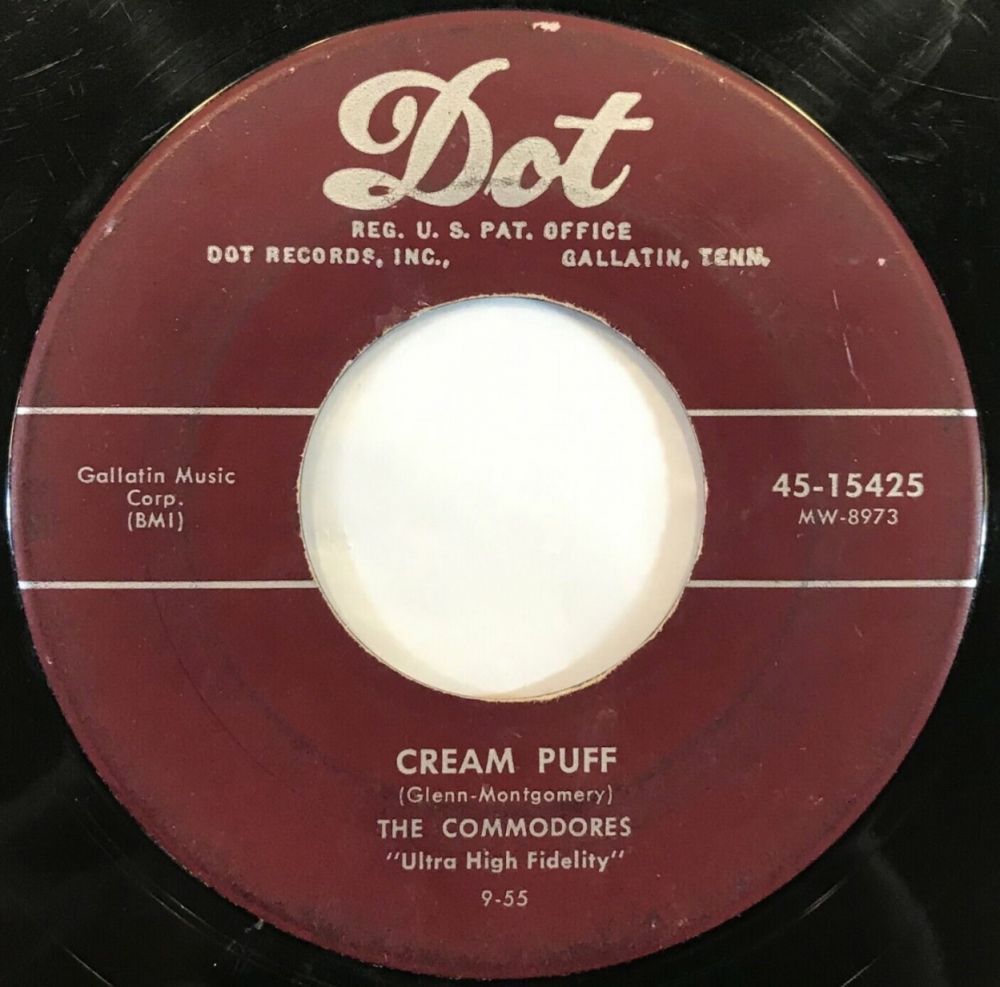 Dot
REG. U. S. PAT. OFFICE
DOT RECORDS, INC., GALLATIN, TENN.
Gallatin Music
Corp.
(BMI)
45-15425
MW-8973
CREAM PUFF
(Glenn-Montgomery)
THE COMMODORES
"Ultra High Fidelity"
9-55